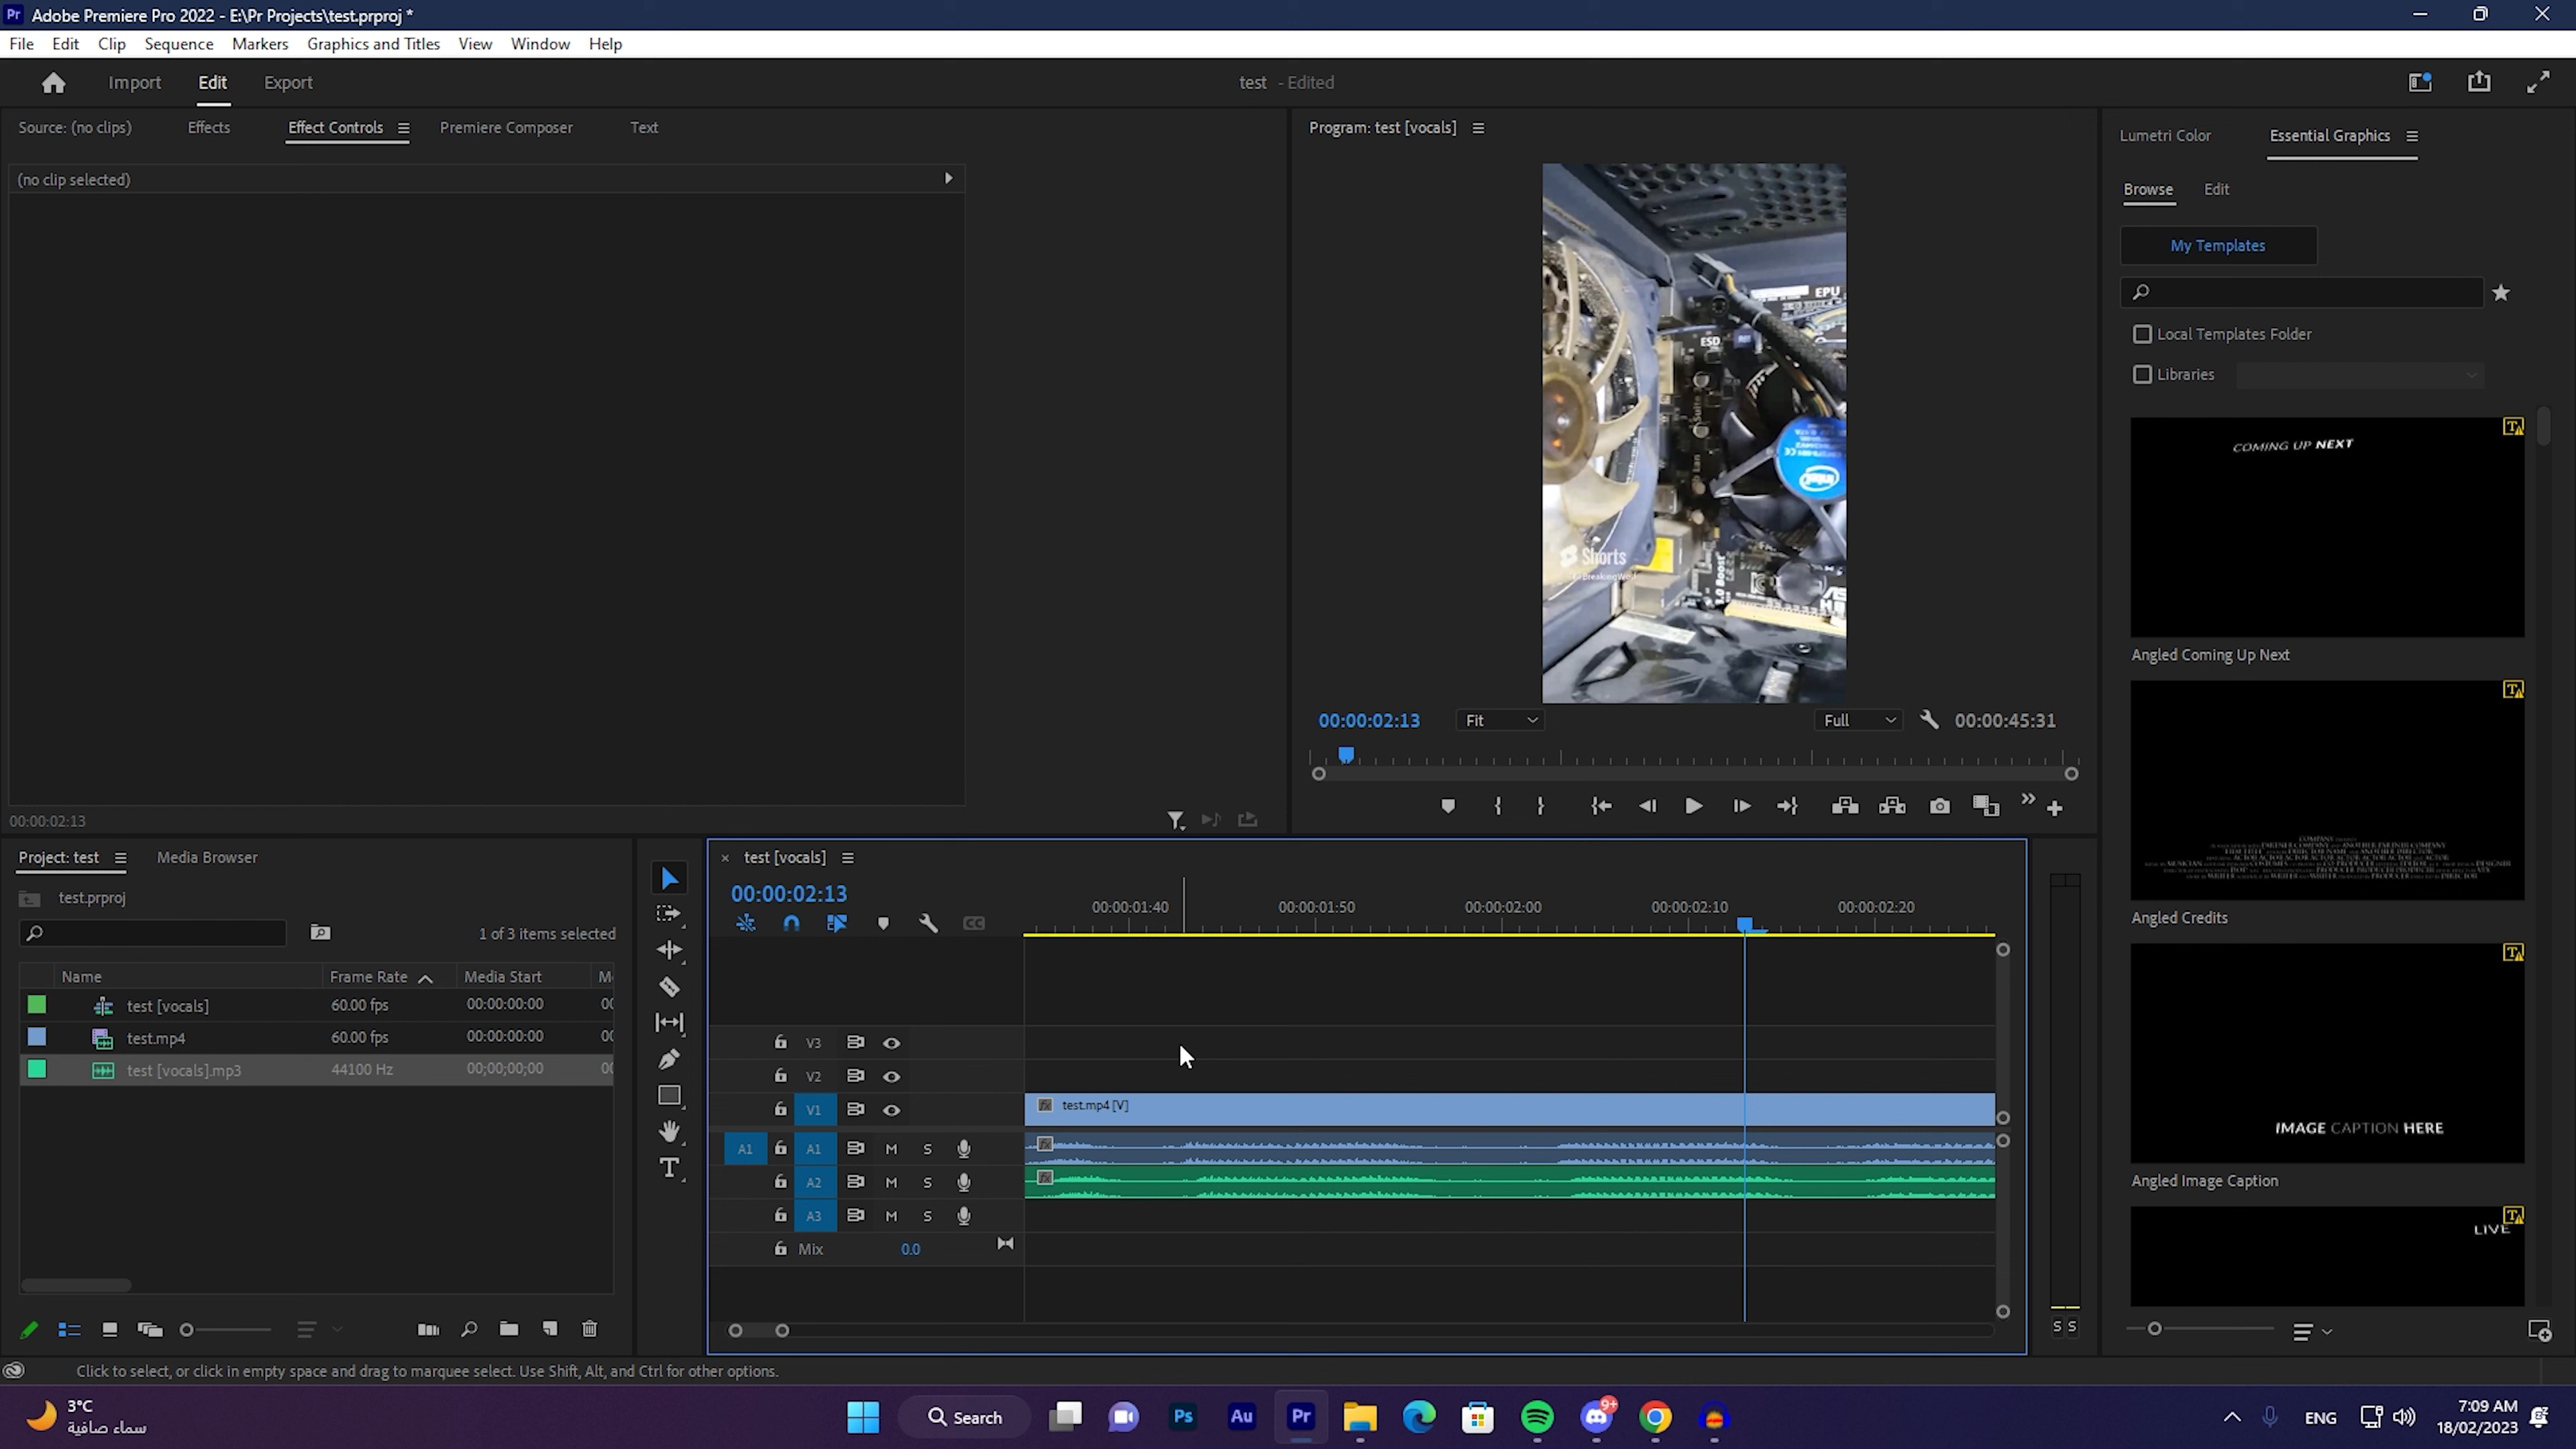 Adobe Premiere Pro 2022 - E:\Pr Projects\test.prproj *
File Edit Clip Sequence Markers Graphics and Titles View Window Help
Import Edit Export
test - Edited
Source: (no clips) Effects Effect Controls Premiere Composer Text
(no clip selected)
00:00:02:13
Program: test [vocals]
EPU
ESD
intel
Shorts
00:00:02:13 Fit Full 00:00:45:31
Lumetri Color Essential Graphics
Browse Edit
My Templates
Local Templates Folder
Libraries
COMING UP NEXT
Angled Coming Up Next
Angled Credits
IMAGE CAPTION HERE
Angled Image Caption
LIVE
Project: test Media Browser
test.prproj
1 of 3 items selected
Name Frame Rate Media Start
test [vocals] 60.00 fps 00:00:00:00
test.mp4 60.00 fps 00:00:00:00
test [vocals].mp3 44100 Hz 00;00;00;00
test [vocals]
00:00:02:13
00:00:01:40 00:00:01:50 00:00:02:00 00:00:02:10 00:00:02:20
V3
V2
V1 test.mp4 [V]
A1 A1 M S
A2 M S
A3 M S
Mix 0.0
S S
Click to select, or click in empty space and drag to marquee select. Use Shift, Alt, and Ctrl for other options.
3°C
سماء صافية
Search
Ps Au Pr
9+
ENG
7:09 AM
18/02/2023